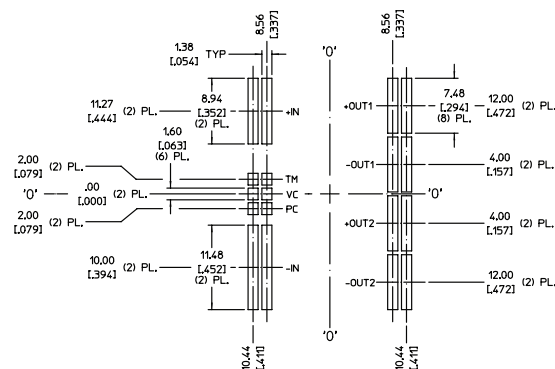 8.56
[.337]
8.56
[.337]
1.38
[.054]
TYP
'0'
'0'
11.27
[.444]
(2) PL.
8.94
[.352]
(2) PL.
+IN
+OUT1
7.48
[.294]
(8) PL.
12.00
[.472]
(2) PL.
1.60
[.063]
(6) PL.
2.00
[.079]
(2) PL.
TM
-OUT1
4.00
[.157]
(2) PL.
'0'
.00
[.000]
(2) PL.
VC
'0'
2.00
[.079]
(2) PL.
PC
+OUT2
4.00
[.157]
(2) PL.
10.00
[.394]
(2) PL.
11.48
[.452]
(2) PL.
-IN
-OUT2
12.00
[.472]
(2) PL.
'0'
'0'
10.44
[.411]
10.44
[.411]